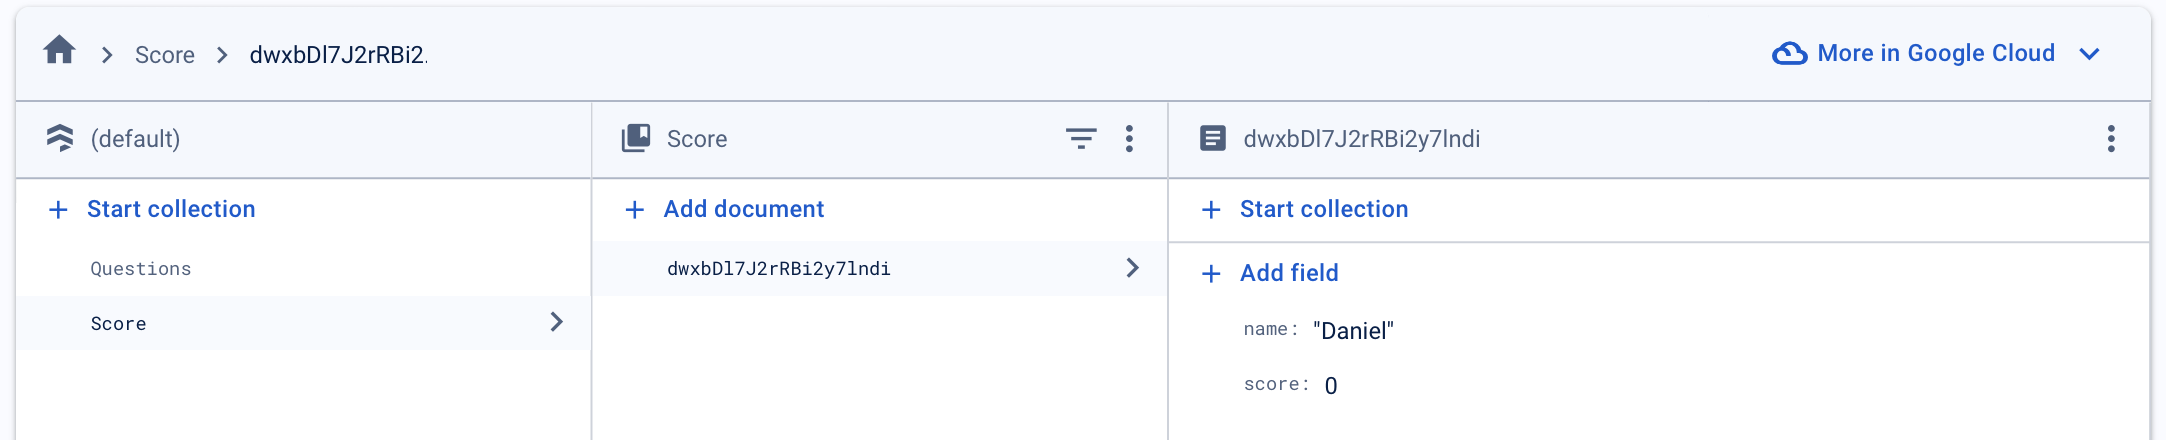 Score
dwxbDl7J2rRBi2.
More in Google Cloud
(default)
Score
dwxbDl7J2rRBi2y7lndi
Start collection
Add document
Start collection
Questions
dwxbDl7J2rRBi2y7lndi
Add field
Score
name: "Daniel"
score: 0